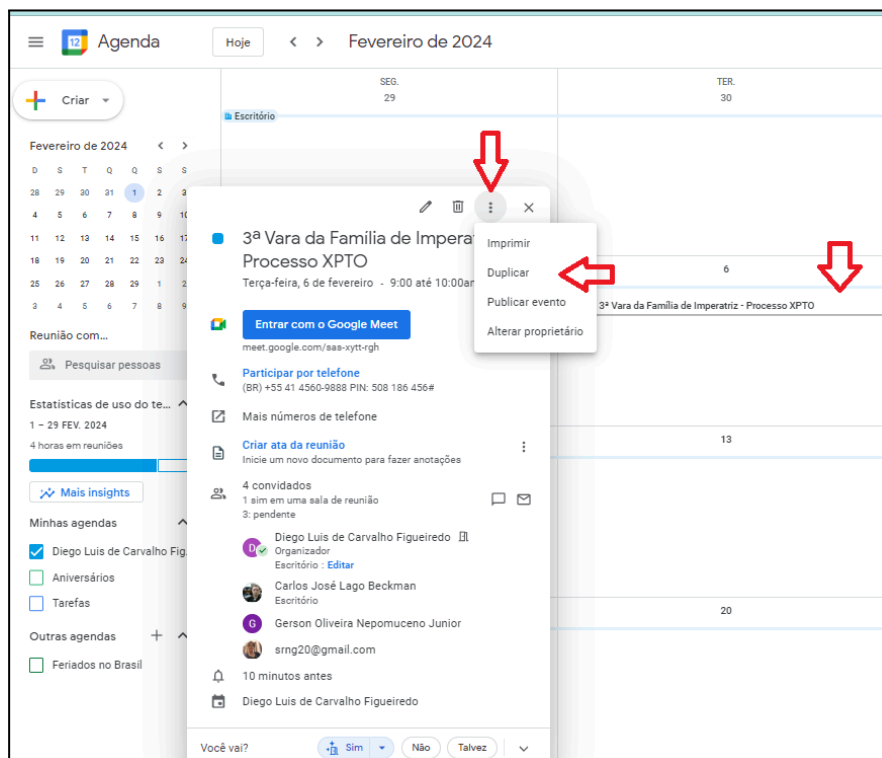 12 Agenda Hoje Fevereiro de 2024
SEG.
29
TER.
30
Criar
Escritório
Fevereiro de 2024
D S T Q Q S S
28 29 30 31 1 2 3
4 5 6 7 8 9 10
11 12 13 14 15 16 17
18 19 20 21 22 23 24
25 26 27 28 29 1 2
3 4 5 6 7 8 9
Reunião com...
Pesquisar pessoas
Estatísticas de uso do te...
1 – 29 FEV. 2024
4 horas em reuniões
Mais insights
Minhas agendas
Diego Luis de Carvalho Fig.
Aniversários
Tarefas
Outras agendas
Feriados no Brasil
3ª Vara da Família de
Processo XPTO
Terça-feira, 6 de fevereiro · 9:00 até 10:00am
Entrar com o Google Meet
meet.google.com/sas-xytt-rgh
Participar por telefone
(BR) +55 41 4560-9888 PIN: 508 186 456#
Mais números de telefone
Criar ata da reunião
Inicie um novo documento para fazer anotações
4 convidados
1 sim em uma sala de reunião
3: pendente
D Diego Luis de Carvalho Figueiredo
Organizador
Escritório : Editar
Carlos José Lago Beckman
Escritório
G Gerson Oliveira Nepomuceno Junior
srng20@gmail.com
10 minutos antes
Diego Luis de Carvalho Figueiredo
Você vai? Sim Não Talvez
Imprimir
Duplicar
Publicar evento
Alterar proprietário
6
3ª Vara da Família de Imperatriz - Processo XPTO
13
20